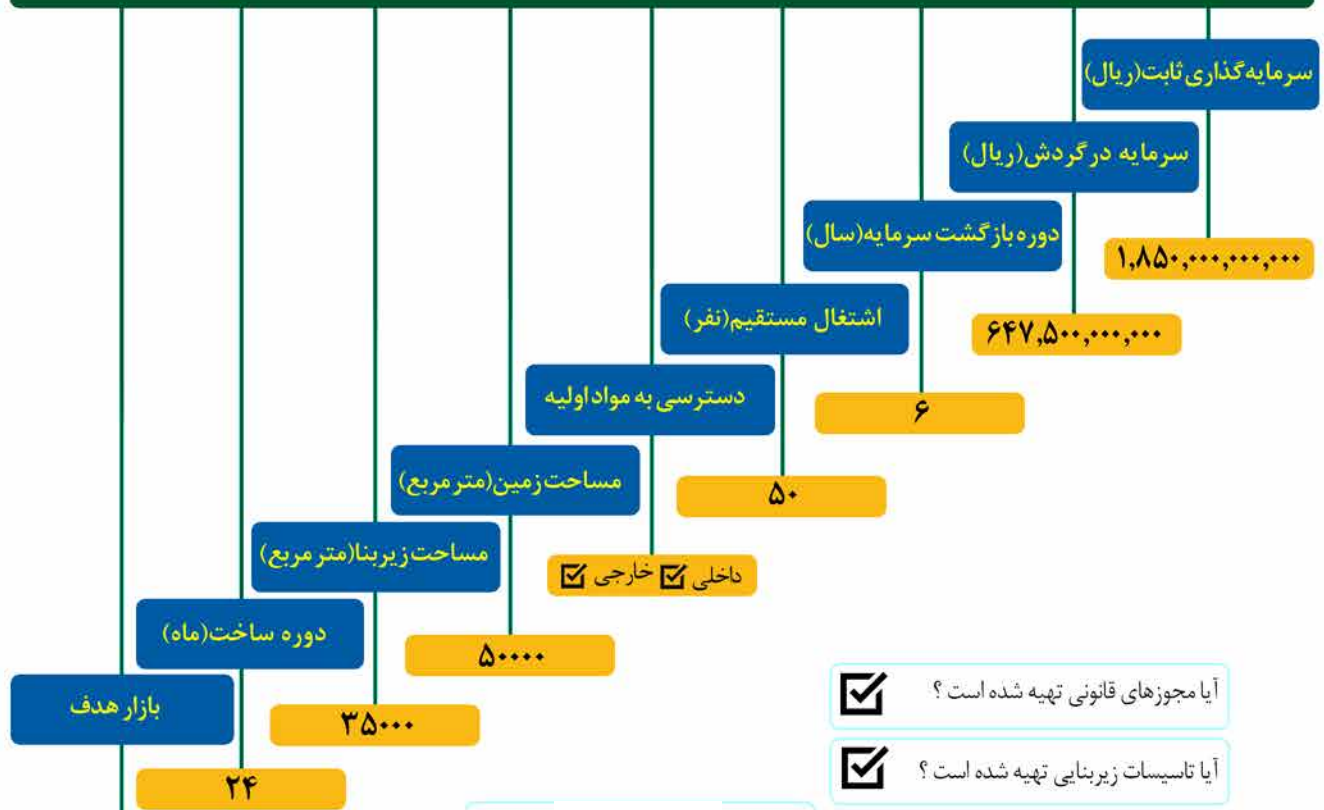 سرمایه‌گذاری ثابت(ریال)
۱,۸۵۰,۰۰۰,۰۰۰,۰۰۰
سرمایه در گردش(ریال)
۶۴۷,۵۰۰,۰۰۰,۰۰۰
دوره بازگشت سرمایه(سال)
۶
اشتغال مستقیم(نفر)
۵۰
دسترسی به مواد اولیه
داخلی ☑ خارجی ☑
مساحت زمین(متر مربع)
۵۰۰۰۰
مساحت زیربنا(متر مربع)
۳۵۰۰۰
دوره ساخت(ماه)
۲۴
بازار هدف
آیا مجوزهای قانونی تهیه شده است ؟ ☑
آیا تاسیسات زیربنایی تهیه شده است ؟ ☑